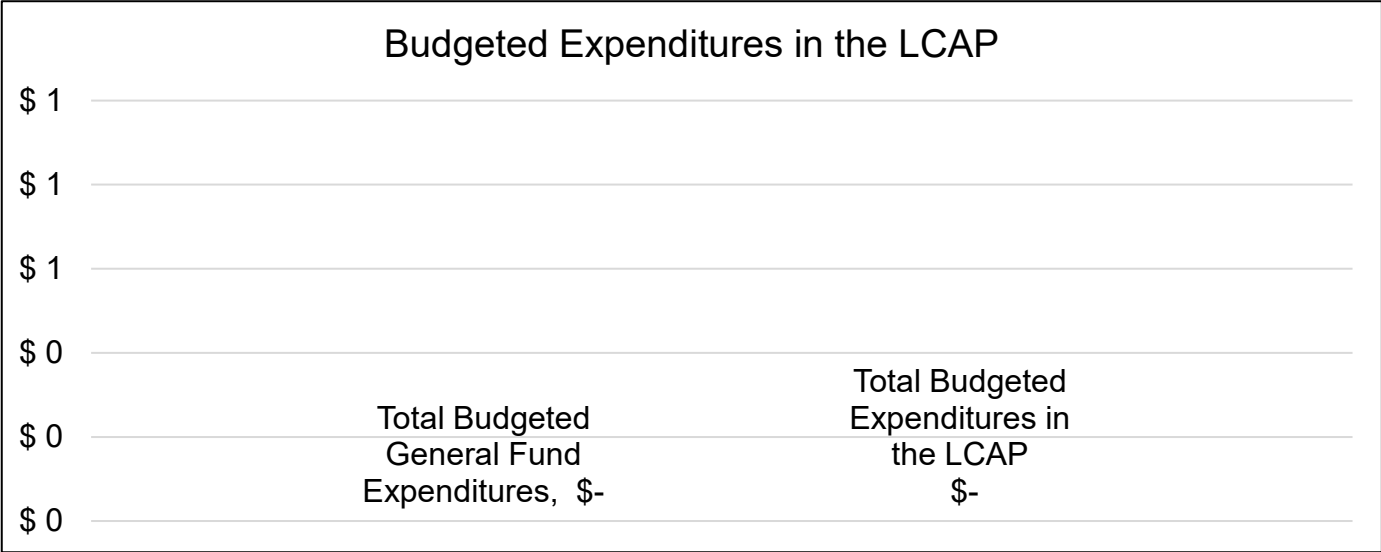 Budgeted Expenditures in the LCAP
$ 1
$ 1
$ 1
$ 0
$ 0
$ 0
Total Budgeted
General Fund
Expenditures,  $-
Total Budgeted
Expenditures in
the LCAP
$-